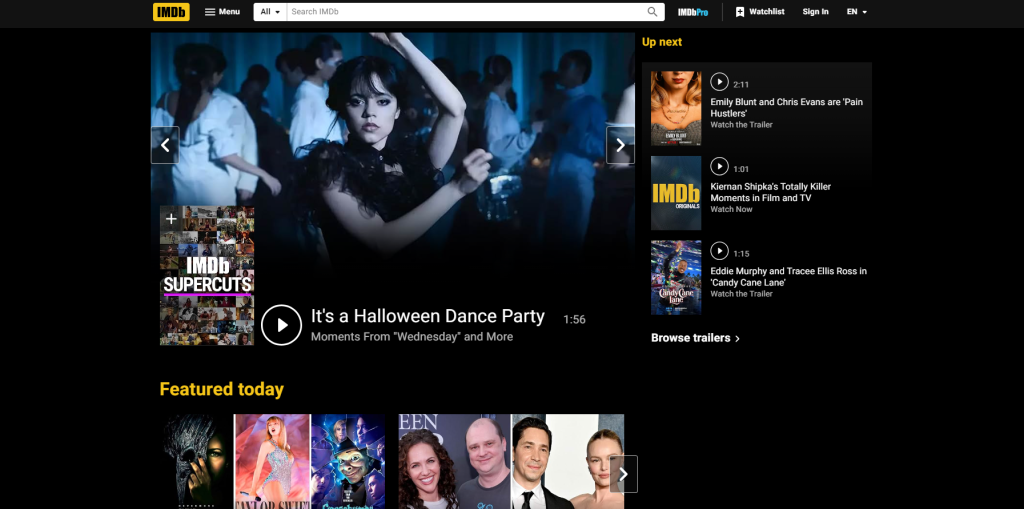 IMDb
Menu
All
Search IMDb
IMDbPro
Watchlist
Sign In
EN
Up next
2:11
Emily Blunt and Chris Evans are 'Pain
Hustlers'
Watch the Trailer
EMILY BLUNT
1:01
Kiernan Shipka's Totally Killer
Moments in Film and TV
Watch Now
IMDb
ORIGINALS
1:15
Eddie Murphy and Tracee Ellis Ross in
'Candy Cane Lane'
Watch the Trailer
Candy Cane
Lane
Browse trailers
IMDb
SUPERCUTS
It's a Halloween Dance Party
1:56
Moments From "Wednesday" and More
Featured today
TAYLOR SWIFT
Goosebumps
EEN